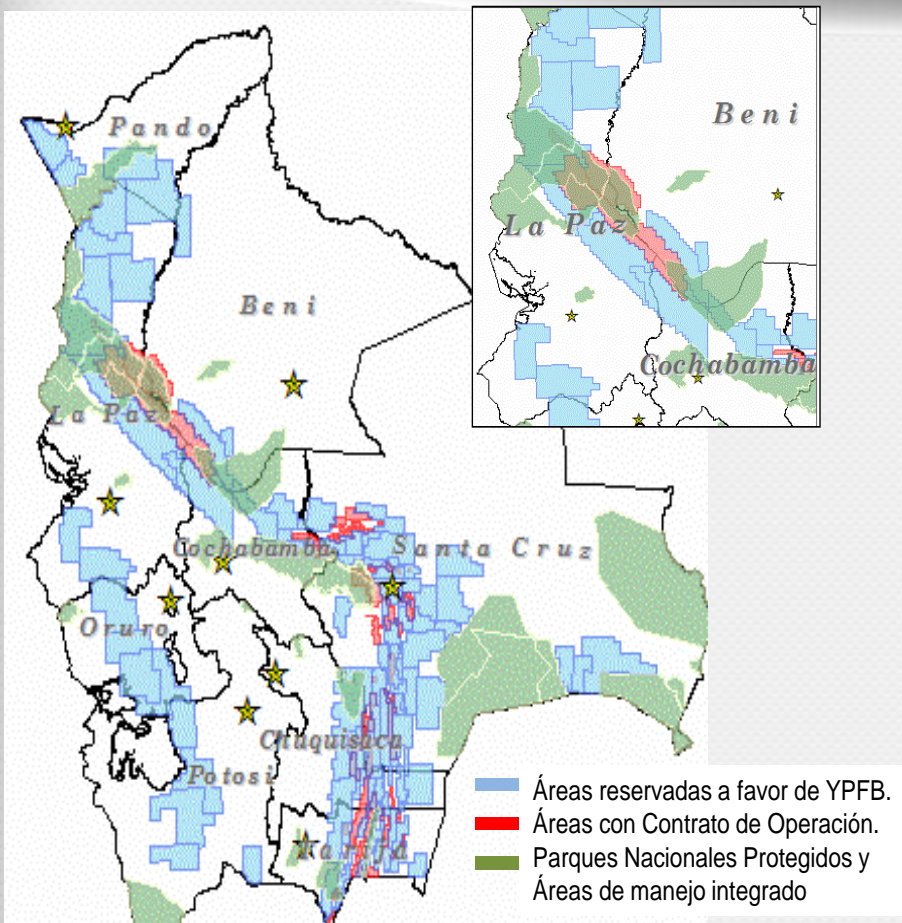 Pando
Beni
La Paz
Cochabamba
Santa Cruz
Oruro
Chuquisaca
Potosi
Tarija
Beni
La Paz
Cochabamba
Áreas reservadas a favor de YPFB.
Áreas con Contrato de Operación.
Parques Nacionales Protegidos y
Áreas de manejo integrado